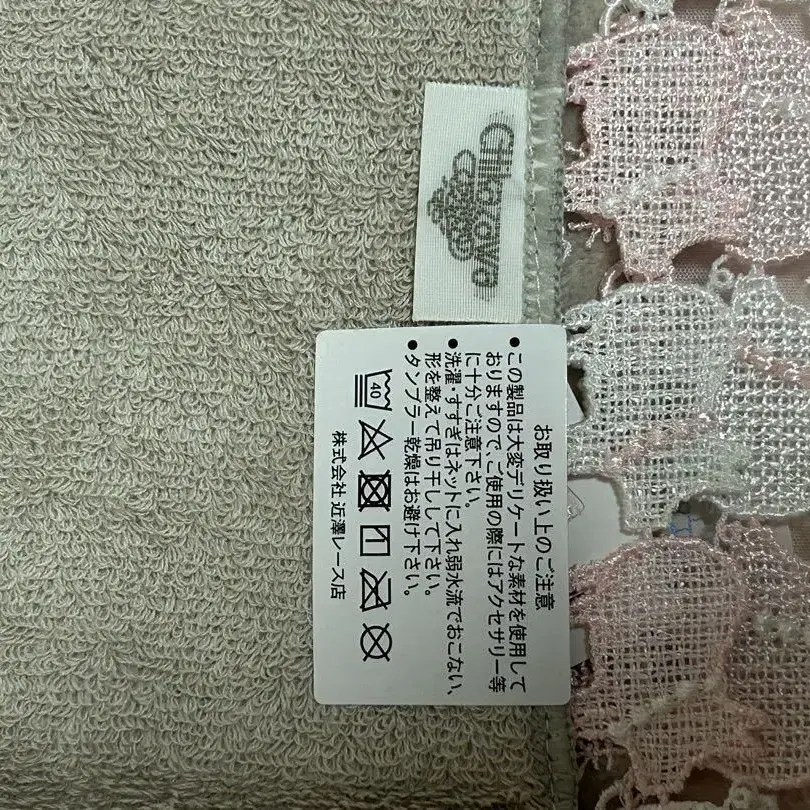 お取り扱い上のご注意
●この製品は大変デリケートな素材を使用して
おりますので、ご使用の際にはアクセサリー等
に十分ご注意下さい。
●洗濯・すすぎはネットに入れ弱水流でおこない、
形を整えて吊り干しして下さい。
●タンブラー乾燥はお避け下さい。
40
株式会社 近澤レース店